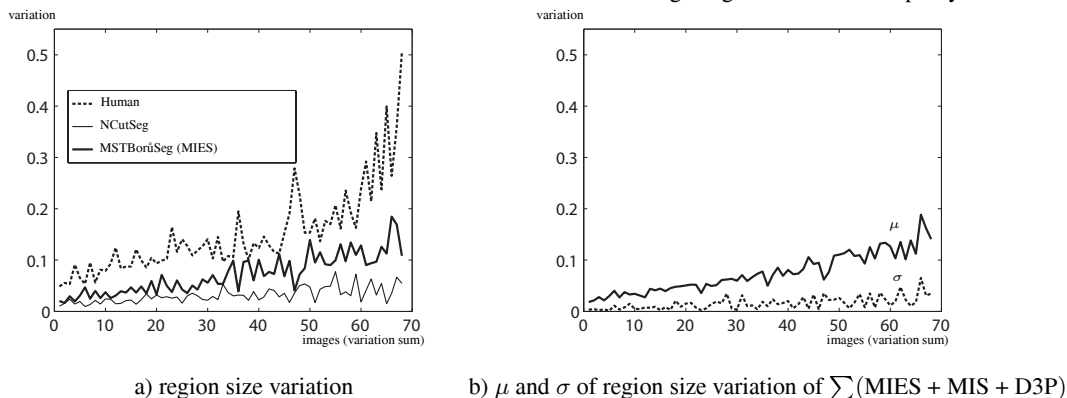 variation
0.5
0.4
0.3
0.2
0.1
0
0 10 20 30 40 50 60 70
images (variation sum)
Human
NCutSeg
MSTBorůSeg (MIES)
a) region size variation
variation
0.5
0.4
0.3
0.2
0.1
0
0 10 20 30 40 50 60 70
images (variation sum)
μ
σ
b) μ and σ of region size variation of ∑(MIES + MIS + D3P)